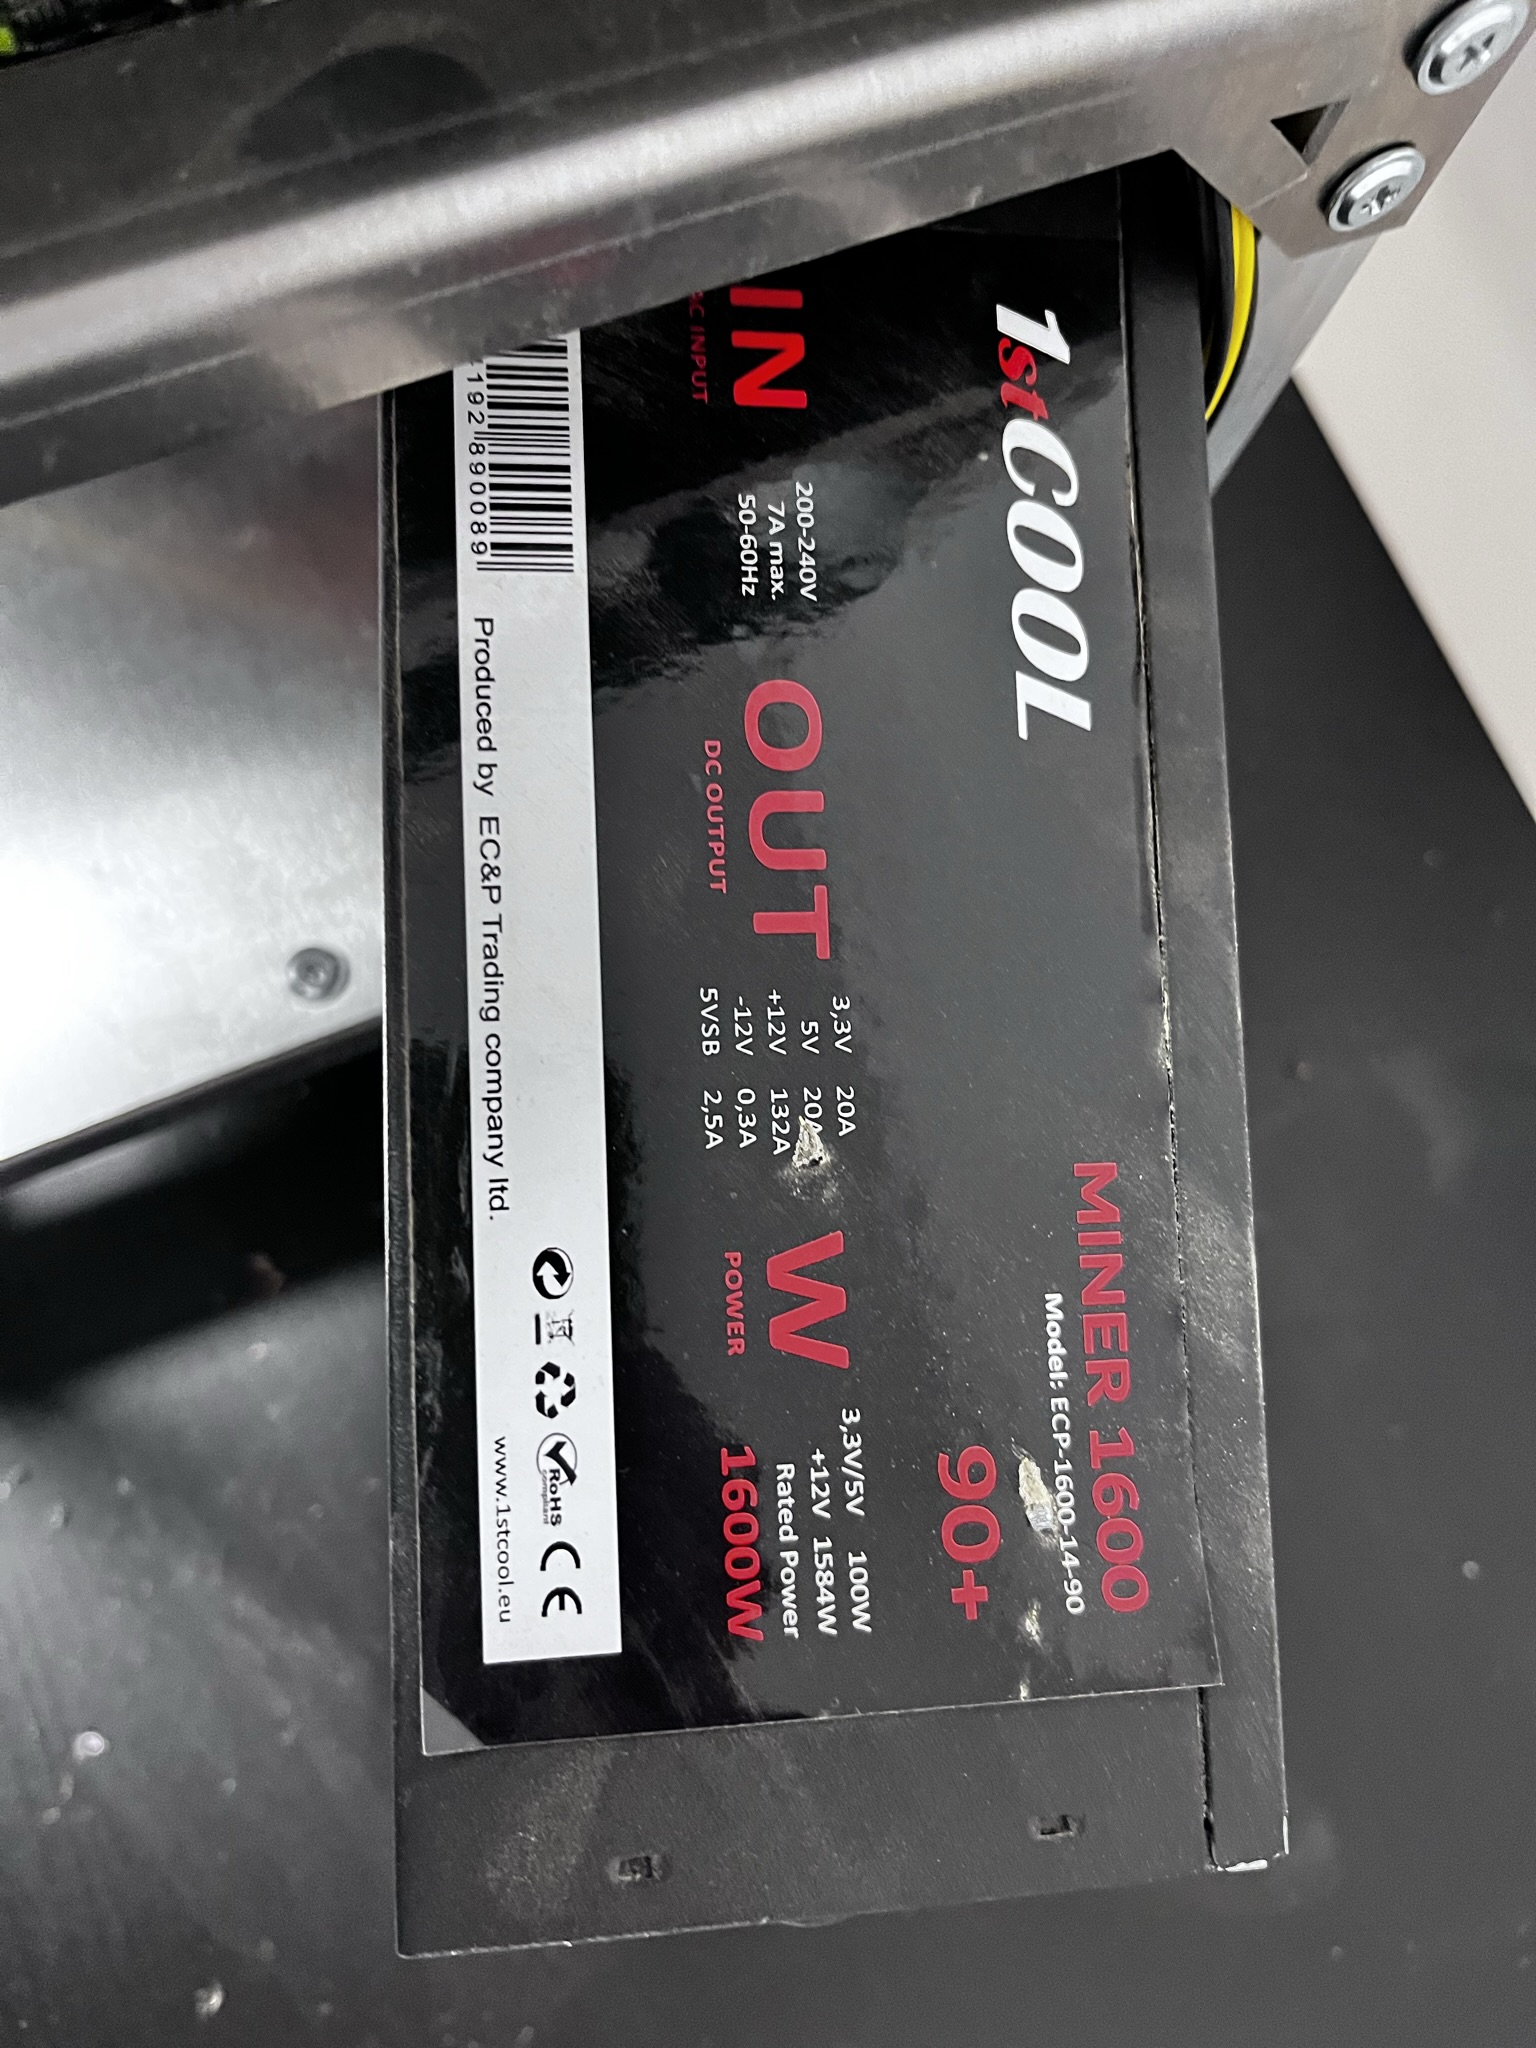 1stCOOL
MINER 1600
Model: ECP-1600-14-90
90+
IN
AC INPUT
200-240V
7A max.
50-60Hz
OUT
DC OUTPUT
3,3V 20A
5V 20A
+12V 132A
-12V 0,3A
5VSB 2,5A
W
POWER
3,3V/5V 100W
+12V 1584W
Rated Power
1600W
192 890089
Produced by EC&P Trading company ltd.
RoHS
compliant
CE
www.1stcool.eu